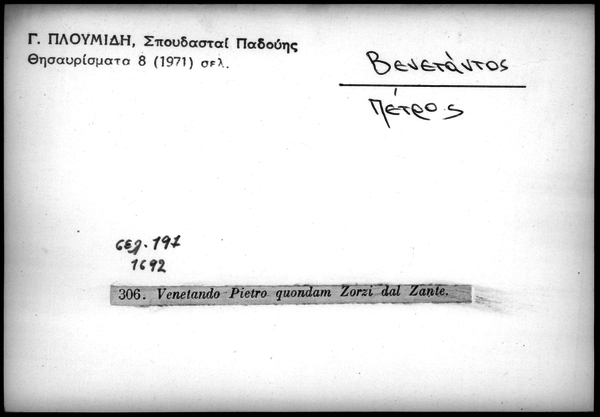 Γ. ΠΛΟΥΜΙΔΗ, Σπουδασταί Παδούης
Θησαυρίσματα 8 (1971) σελ.
Βενετάντος
Πέτρος
σελ. 197
1692
306. Venetando Pietro quondam Zorzi dal Zante.